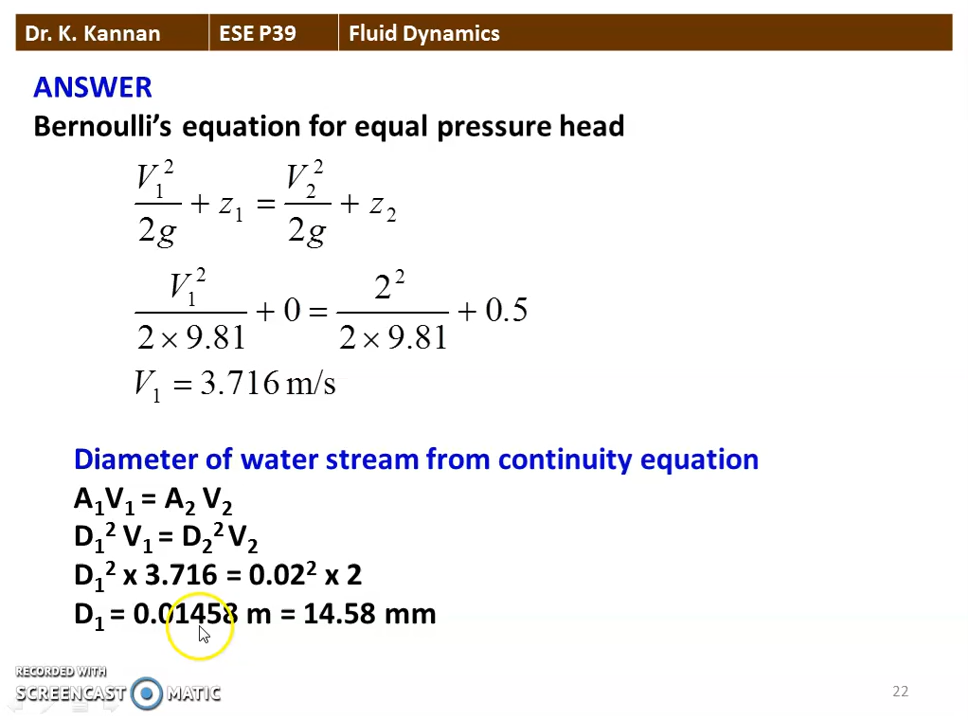 Dr. K. Kannan ESE P39 Fluid Dynamics
ANSWER
Bernoulli’s equation for equal pressure head
V₁²/2g + z₁ = V₂²/2g + z₂
V₁²/(2 × 9.81) + 0 = 2²/(2 × 9.81) + 0.5
V₁ = 3.716 m/s
Diameter of water stream from continuity equation
A₁V₁ = A₂ V₂
D₁² V₁ = D₂² V₂
D₁² x 3.716 = 0.02² x 2
D₁ = 0.01458 m = 14.58 mm
RECORDED WITH
SCREENCAST MATIC
22